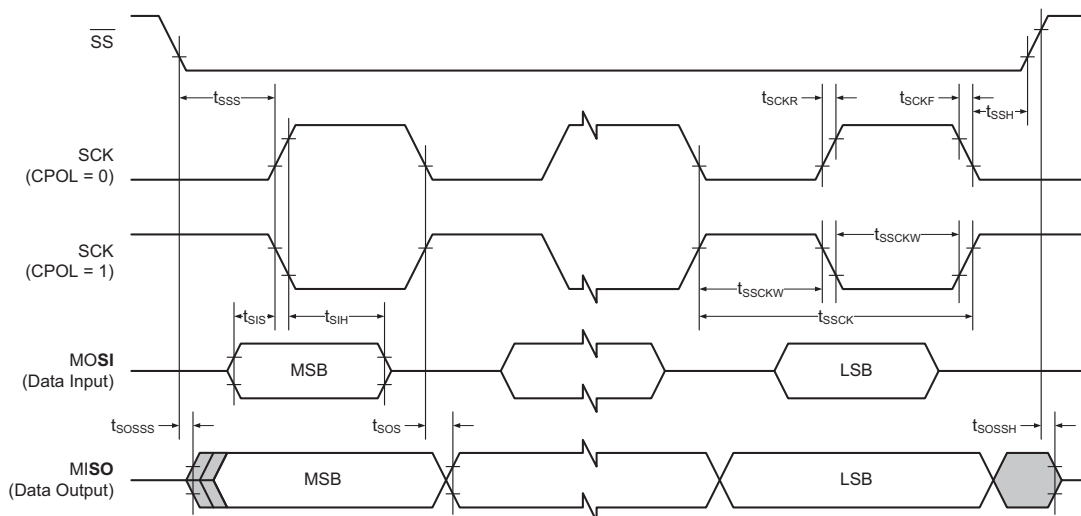 SS
tSSS
tSCKR
tSCKF
tSSH
SCK
(CPOL = 0)
SCK
(CPOL = 1)
tSSCKW
tSSCKW
tSSCK
tSIS
tSIH
MOSI
(Data Input)
MSB
LSB
tSOSSS
tSOS
tSOSSH
MISO
(Data Output)
MSB
LSB